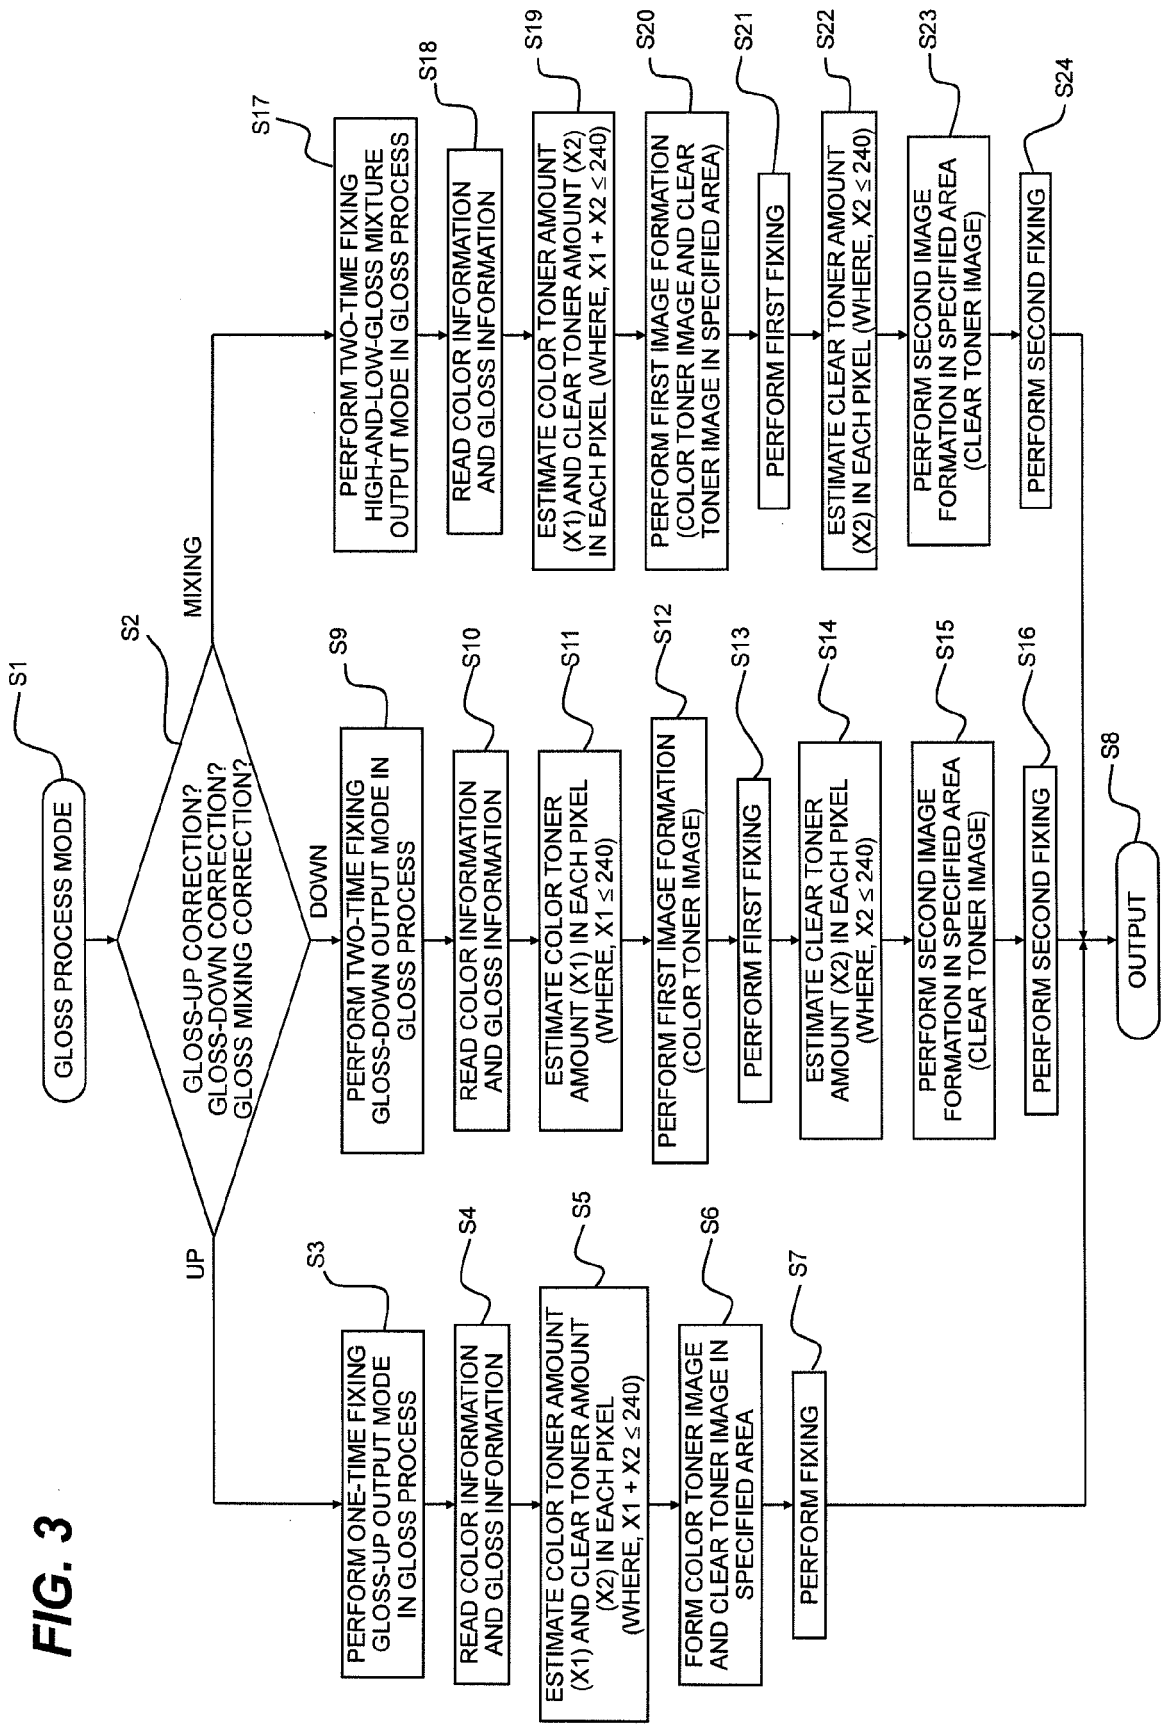 FIG. 3
GLOSS PROCESS MODE
S1
GLOSS-UP CORRECTION?
GLOSS-DOWN CORRECTION?
GLOSS MIXING CORRECTION?
S2
UP
DOWN
MIXING
PERFORM ONE-TIME FIXING
GLOSS-UP OUTPUT MODE
IN GLOSS PROCESS
S3
READ COLOR INFORMATION
AND GLOSS INFORMATION
S4
ESTIMATE COLOR TONER AMOUNT
(X1) AND CLEAR TONER AMOUNT
(X2) IN EACH PIXEL
(WHERE, X1 + X2 ≤ 240)
S5
FORM COLOR TONER IMAGE
AND CLEAR TONER IMAGE IN
SPECIFIED AREA
S6
PERFORM FIXING
S7
PERFORM TWO-TIME FIXING
GLOSS-DOWN OUTPUT MODE IN
GLOSS PROCESS
S9
READ COLOR INFORMATION
AND GLOSS INFORMATION
S10
ESTIMATE COLOR TONER
AMOUNT (X1) IN EACH PIXEL
(WHERE, X1 ≤ 240)
S11
PERFORM FIRST IMAGE FORMATION
(COLOR TONER IMAGE)
S12
PERFORM FIRST FIXING
S13
ESTIMATE CLEAR TONER
AMOUNT (X2) IN EACH PIXEL
(WHERE, X2 ≤ 240)
S14
PERFORM SECOND IMAGE
FORMATION IN SPECIFIED AREA
(CLEAR TONER IMAGE)
S15
PERFORM SECOND FIXING
S16
PERFORM TWO-TIME FIXING
HIGH-AND-LOW-GLOSS MIXTURE
OUTPUT MODE IN GLOSS PROCESS
S17
READ COLOR INFORMATION
AND GLOSS INFORMATION
S18
ESTIMATE COLOR TONER AMOUNT
(X1) AND CLEAR TONER AMOUNT (X2)
IN EACH PIXEL (WHERE, X1 + X2 ≤ 240)
S19
PERFORM FIRST IMAGE FORMATION
(COLOR TONER IMAGE AND CLEAR
TONER IMAGE IN SPECIFIED AREA)
S20
PERFORM FIRST FIXING
S21
ESTIMATE CLEAR TONER AMOUNT
(X2) IN EACH PIXEL (WHERE, X2 ≤ 240)
S22
PERFORM SECOND IMAGE
FORMATION IN SPECIFIED AREA
(CLEAR TONER IMAGE)
S23
PERFORM SECOND FIXING
S24
OUTPUT
S8